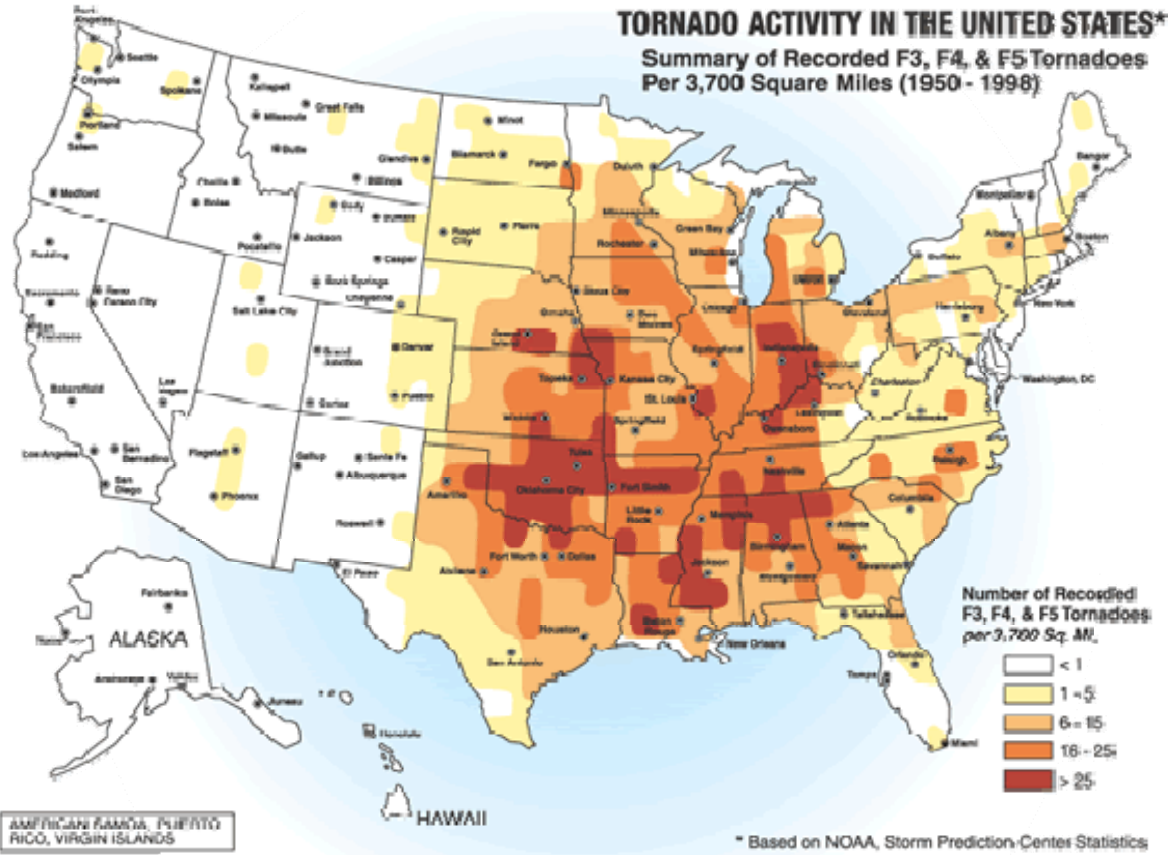 TORNADO ACTIVITY IN THE UNITED STATES*
Summary of Recorded F3, F4, & F5 Tornadoes
Per 3,700 Square Miles (1950 - 1998)
Seattle
Olympia
Spokane
Portland
Salem
Medford
Kalispell
Great Falls
Missoula
Butte
Glendive
Billings
Challis
Boise
Pocatello
Cody
Jackson
Casper
Rock Springs
Cheyenne
Minot
Bismarck
Fargo
Rapid
City
Pierre
Duluth
Minneapolis
Rochester
Green Bay
Milwaukee
Detroit
Chicago
Sioux City
Omaha
Des
Moines
Grand
Island
Topeka
Kansas City
St. Louis
Springfield
Springfield
Indianapolis
Cleveland
Charleston
Lexington
Owensboro
Nashville
Memphis
Redding
Sacramento
San
Francisco
Reno
Carson City
Salt Lake City
Las
Vegas
Bakersfield
Los Angeles
San
Bernadino
San
Diego
Flagstaff
Phoenix
Grand
Junction
Denver
Pueblo
Gallup
Santa Fe
Albuquerque
Roswell
El Paso
Amarillo
Wichita
Tulsa
Oklahoma City
Fort Smith
Little
Rock
Fort Worth
Dallas
Abilene
Houston
San Antonio
Jackson
Baton
Rouge
New Orleans
Birmingham
Montgomery
Atlanta
Macon
Savannah
Columbia
Raleigh
Roanoke
Tallahassee
Orlando
Tampa
Miami
Bangor
Montpelier
Albany
Boston
Buffalo
New York
Harrisburg
Washington, DC
Fairbanks
Nome
ALASKA
Anchorage
Valdez
Juneau
Honolulu
HAWAII
AMERICAN SAMOA, PUERTO
RICO, VIRGIN ISLANDS
Number of Recorded
F3, F4, & F5 Tornadoes
per 3,700 Sq. Mi.
< 1
1 - 5
6 - 15
16 - 25
> 25
* Based on NOAA, Storm Prediction Center Statistics